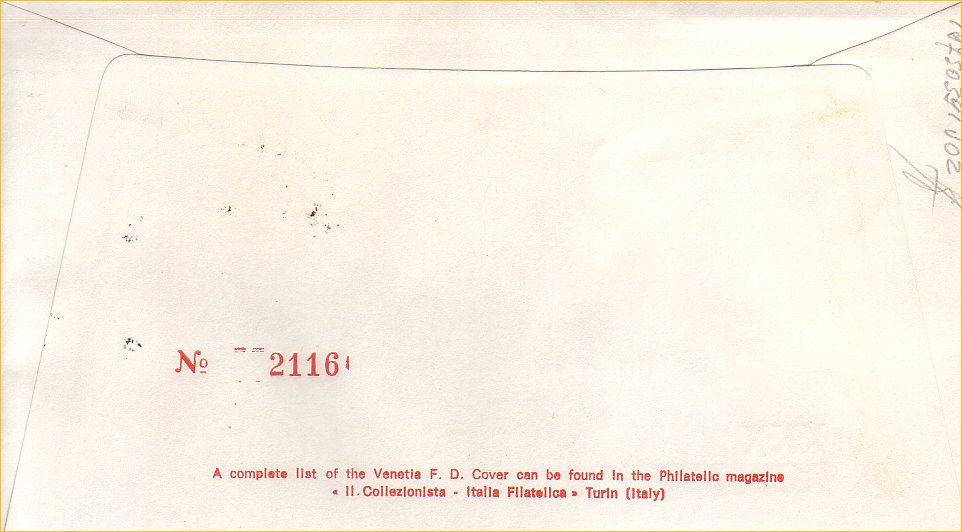 № 2116
A complete list of the Venetia F. D. Cover can be found in the Philatelic magazine
« Il Collezionista - Italia Filatelica » Turin (Italy)